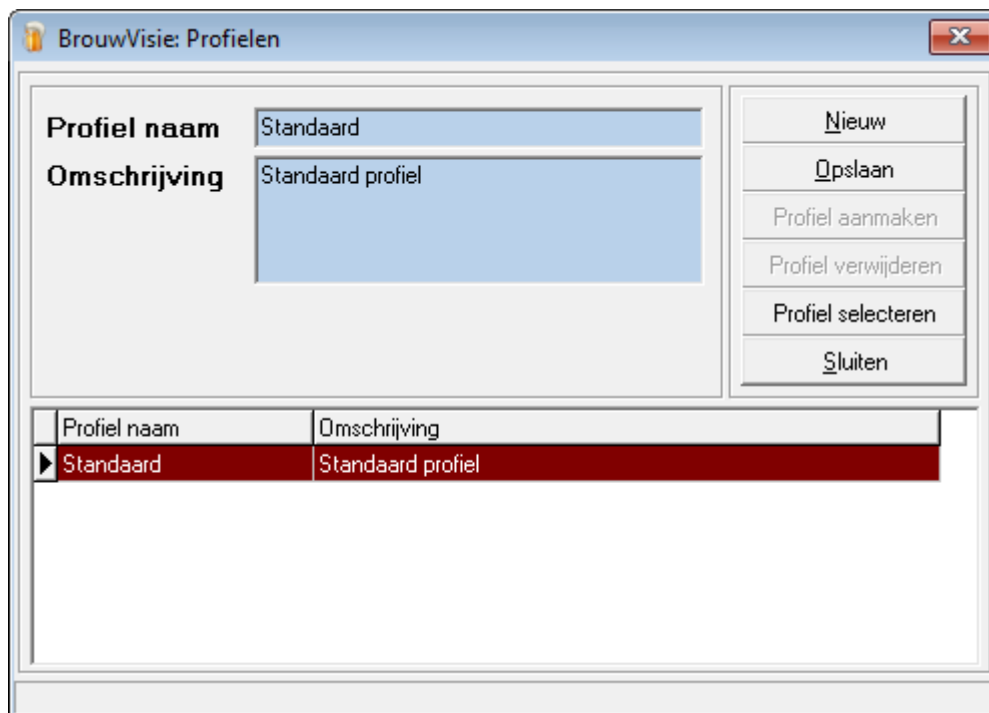 BrouwVisie: Profielen
Profiel naam
Standaard
Omschrijving
Standaard profiel
Nieuw
Opslaan
Profiel aanmaken
Profiel verwijderen
Profiel selecteren
Sluiten
Profiel naam Omschrijving
Standaard Standaard profiel